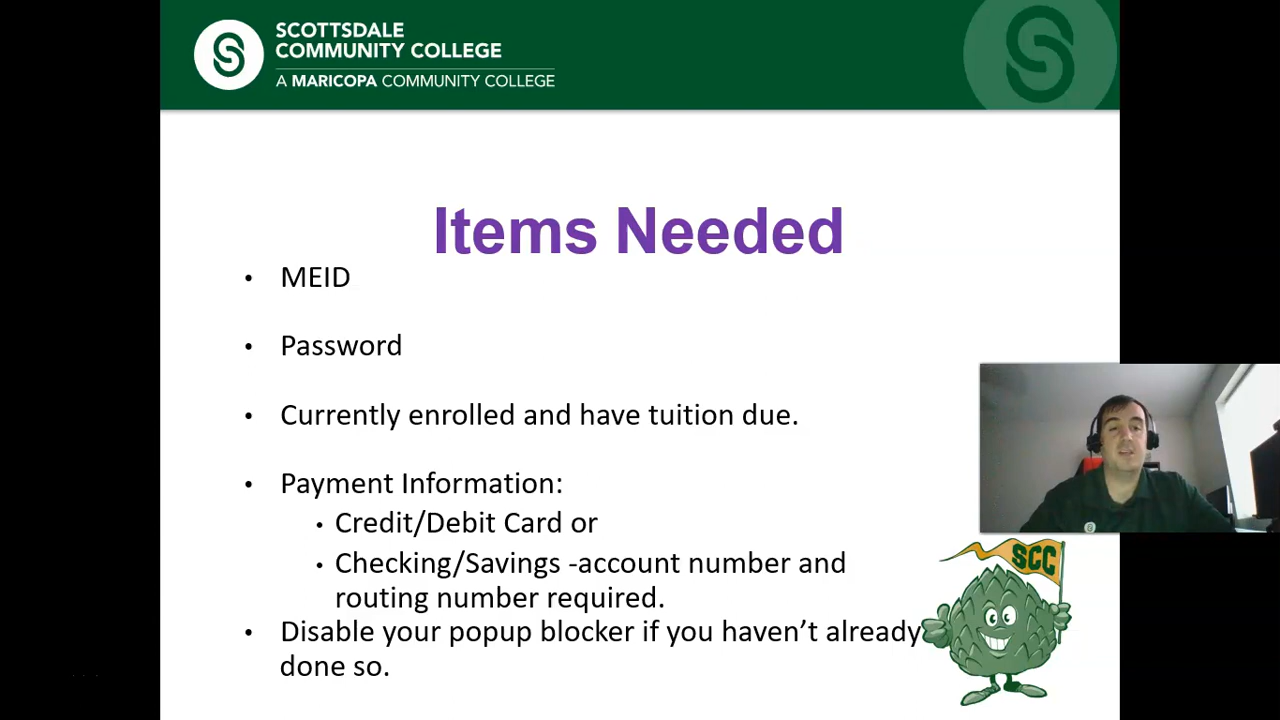 SCOTTSDALE
COMMUNITY COLLEGE
A MARICOPA COMMUNITY COLLEGE
Items Needed
• MEID
• Password
• Currently enrolled and have tuition due.
• Payment Information:
• Credit/Debit Card or
• Checking/Savings -account number and
routing number required.
• Disable your popup blocker if you haven’t already
done so.
SCC